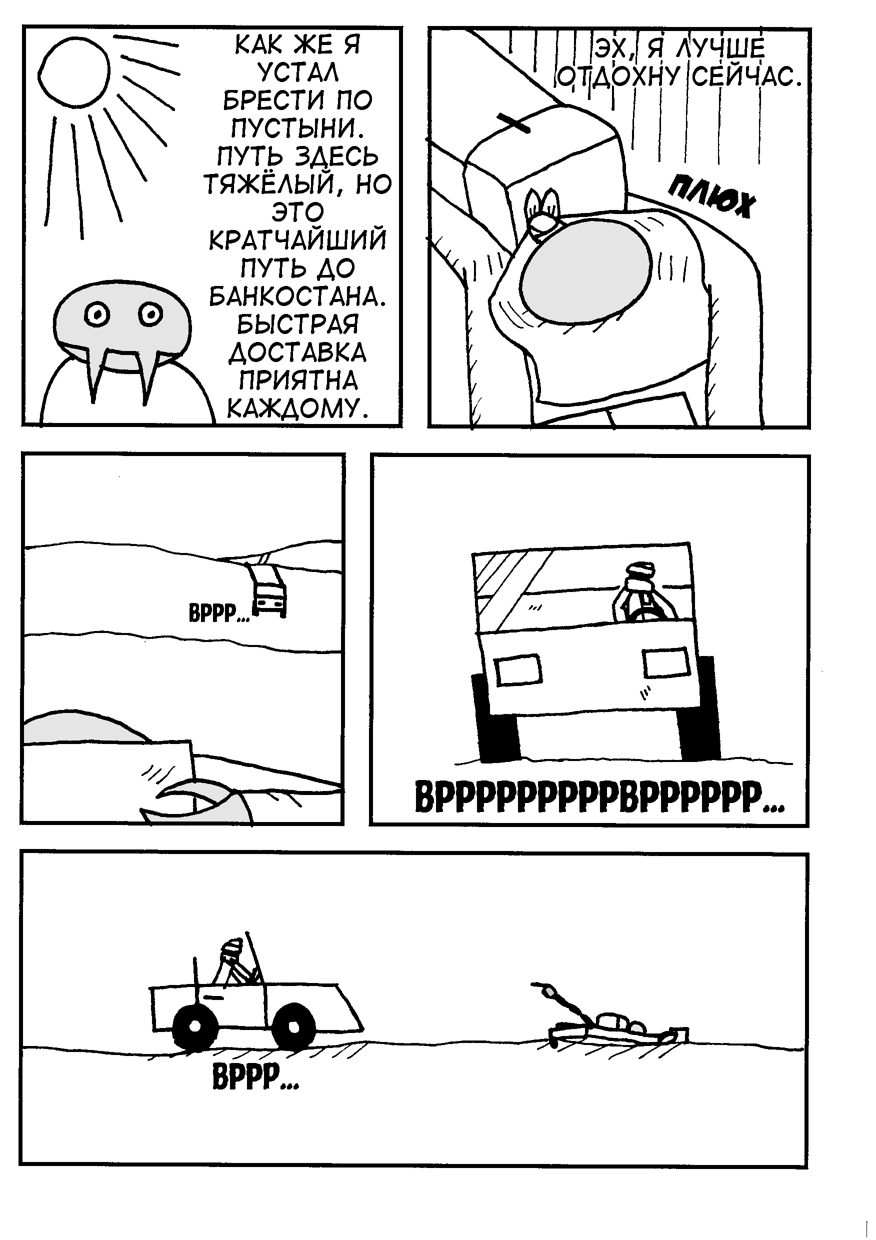 КАК ЖЕ Я
УСТАЛ
БРЕСТИ ПО
ПУСТЫНИ.
ПУТЬ ЗДЕСЬ
ТЯЖЁЛЫЙ, НО
ЭТО
КРАТЧАЙШИЙ
ПУТЬ ДО
БАНКОСТАНА.
БЫСТРАЯ
ДОСТАВКА
ПРИЯТНА
КАЖДОМУ.
ЭХ, Я ЛУЧШЕ
ОТДОХНУ СЕЙЧАС.
ПЛЮХ
ВРРР...
ВРРРРРРРРРРВРРРРРР...
ВРРР...